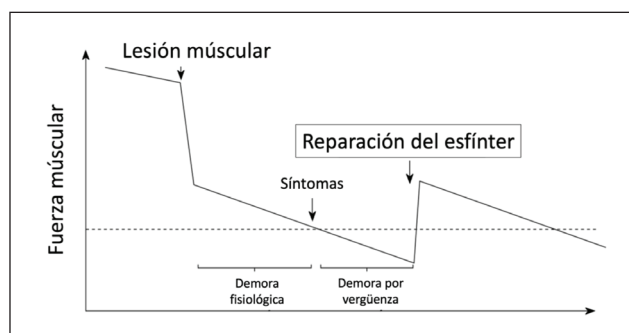 Lesión múscular
Reparación del esfínter
Síntomas
Fuerza múscular
Demora
fisiológica
Demora por
vergüenza